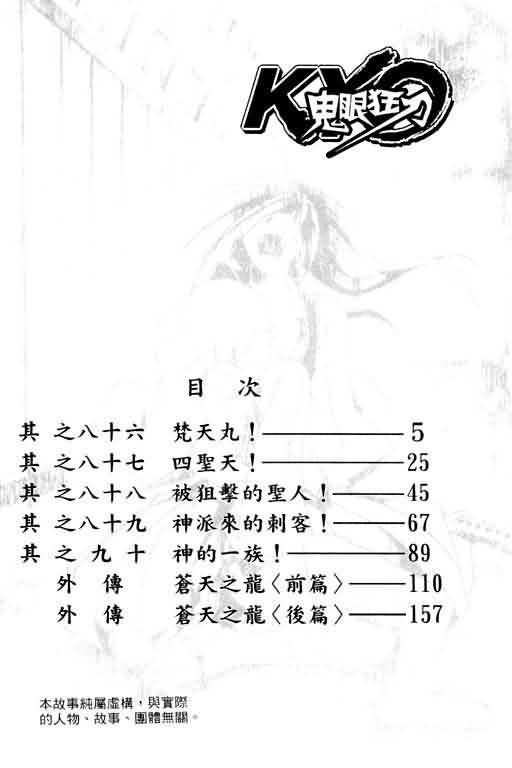 KYO
鬼眼狂刀
目 次
其之八十六 梵天丸！——5
其之八十七 四聖天！——25
其之八十八 被狙擊的聖人！——45
其之八十九 神派來的刺客！——67
其之九十 神的一族！——89
外傳 蒼天之龍〈前篇〉——110
外傳 蒼天之龍〈後篇〉——157
本故事純屬虛構，與實際
的人物、故事、團體無關。